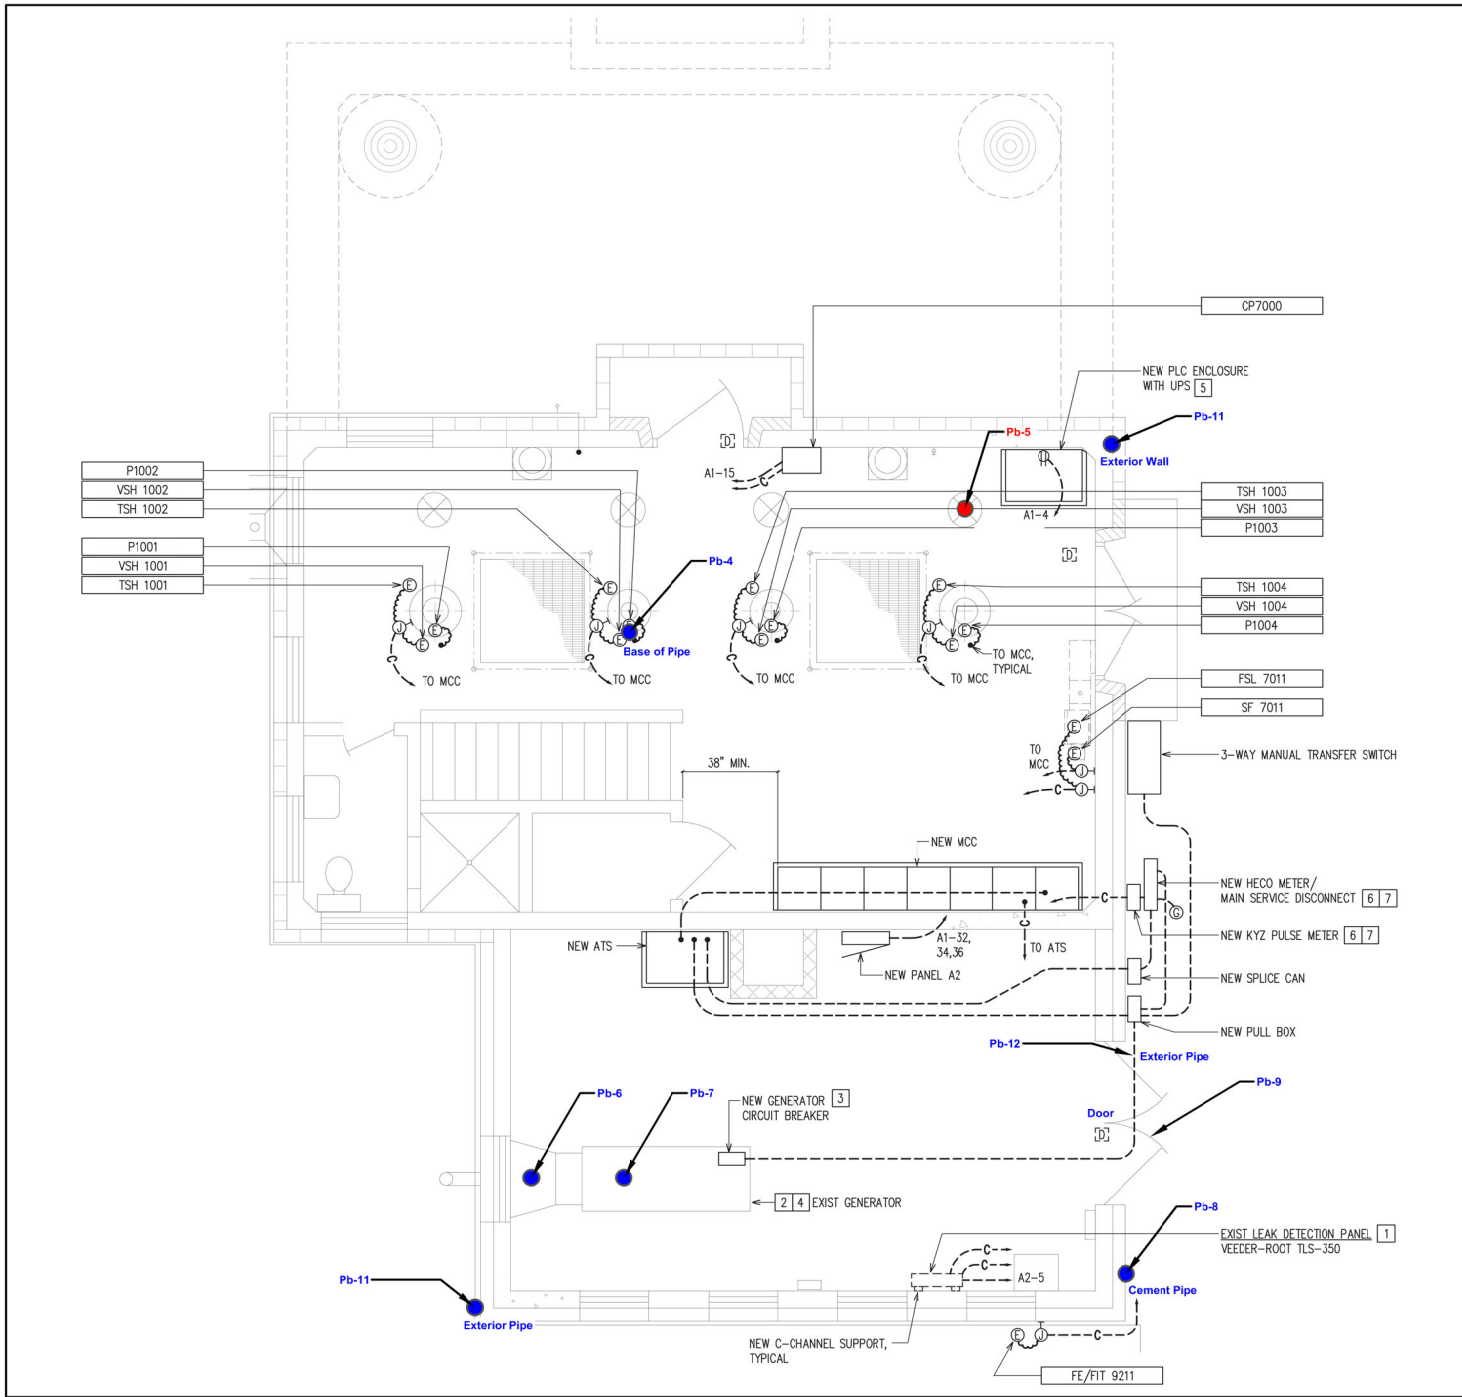 CP7000
NEW PLC ENCLOSURE
WITH UPS 5
Pb-11
Exterior Wall
Pb-5
D
A1-15
C
A1-4
P1002
VSH 1002
TSH 1002
P1001
VSH 1001
TSH 1001
TSH 1003
VSH 1003
P1003
D
Pb-4
Base of Pipe
E
E
E
J
C
TO MCC
E
E
E
J
C
TO MCC
E
E
E
J
C
TO MCC
E
E
E
J
C
TO MCC
TO MCC,
TYPICAL
TSH 1004
VSH 1004
P1004
FSL 7011
SF 7011
E
E
J
J
TO
MCC
C
3-WAY MANUAL TRANSFER SWITCH
38" MIN.
NEW MCC
C
NEW HECO METER/
MAIN SERVICE DISCONNECT 6 7
G
NEW KYZ PULSE METER 6 7
NEW ATS
A1-32,
34,36
C
TO ATS
NEW PANEL A2
NEW SPLICE CAN
NEW PULL BOX
Pb-12
Exterior Pipe
Pb-9
Door
D
Pb-6
Pb-7
NEW GENERATOR 3
CIRCUIT BREAKER
2 4 EXIST GENERATOR
Pb-8
Cement Pipe
EXIST LEAK DETECTION PANEL 1
VEEDER-ROOT TLS-350
C
C
A2-5
Pb-11
Exterior Pipe
NEW C-CHANNEL SUPPORT,
TYPICAL
E
J
C
FE/FIT 9211